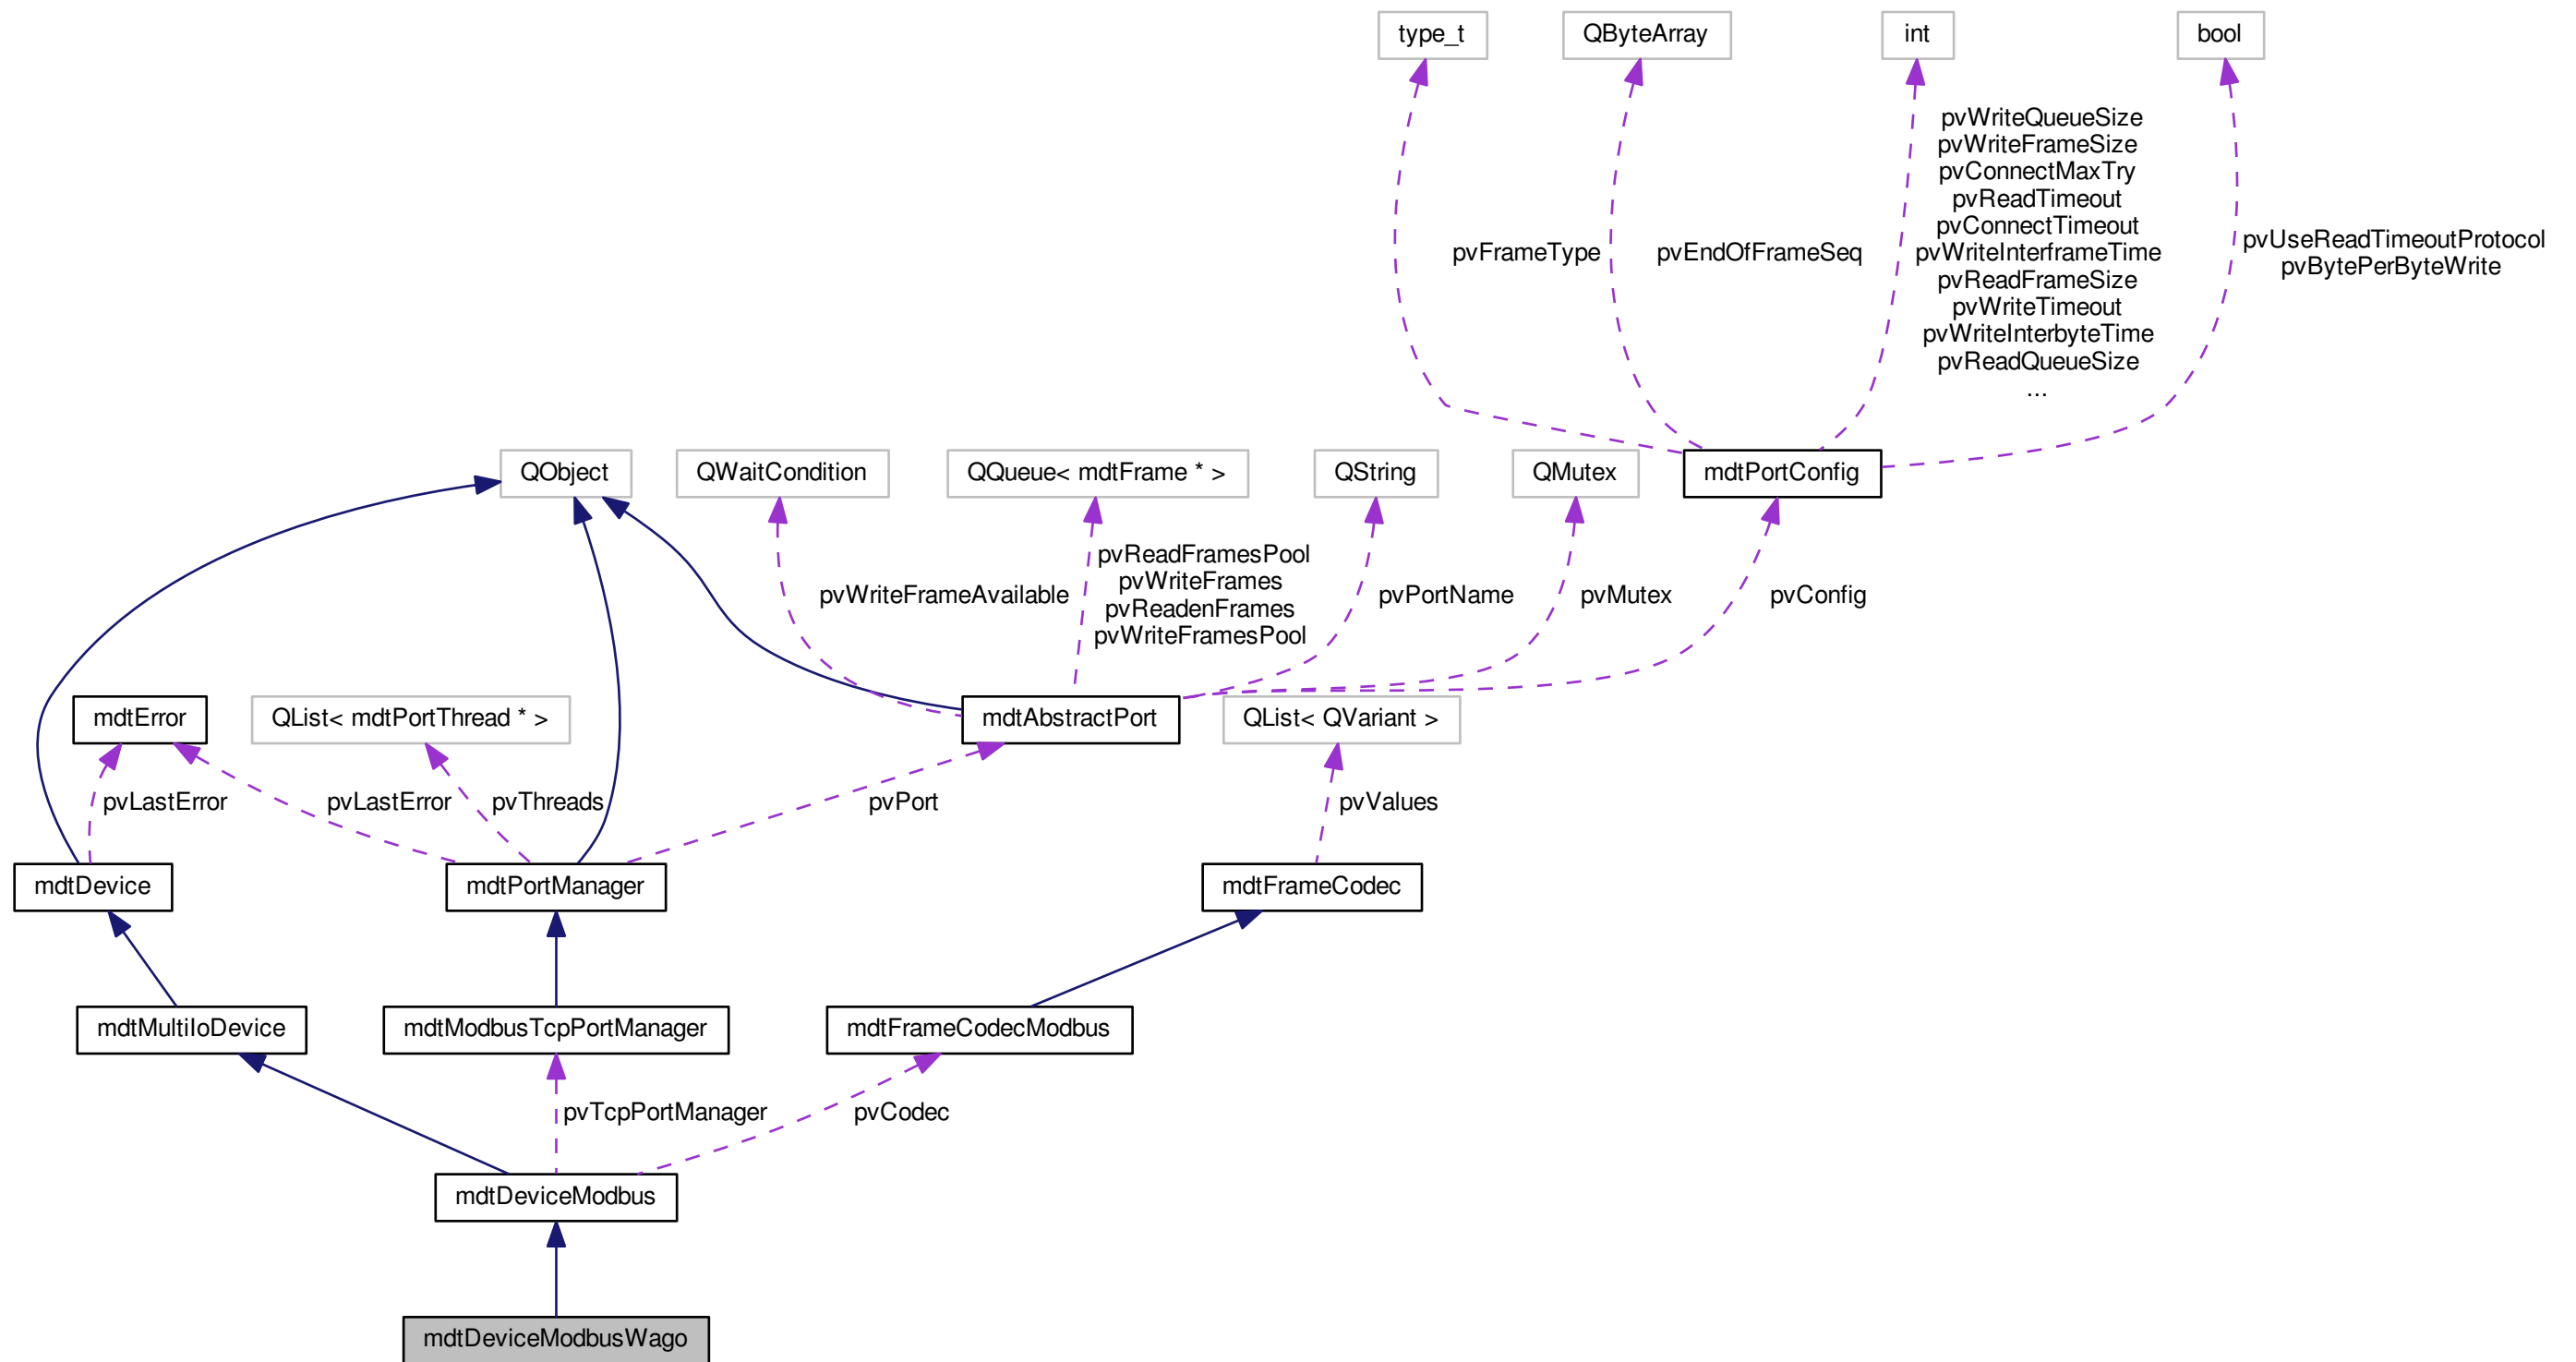 type_t
QByteArray
int
bool
pvWriteQueueSize
pvWriteFrameSize
pvConnectMaxTry
pvReadTimeout
pvConnectTimeout
pvWriteInterframeTime
pvReadFrameSize
pvWriteTimeout
pvWriteInterbyteTime
pvReadQueueSize
...
pvFrameType
pvEndOfFrameSeq
pvUseReadTimeoutProtocol
pvBytePerByteWrite
QObject
QWaitCondition
QQueue< mdtFrame * >
QString
QMutex
mdtPortConfig
pvWriteFrameAvailable
pvReadFramesPool
pvWriteFrames
pvReadenFrames
pvWriteFramesPool
pvPortName
pvMutex
pvConfig
mdtError
QList< mdtPortThread * >
mdtAbstractPort
QList< QVariant >
pvLastError
pvLastError
pvThreads
pvPort
pvValues
mdtDevice
mdtPortManager
mdtFrameCodec
mdtMultiIoDevice
mdtModbusTcpPortManager
mdtFrameCodecModbus
pvTcpPortManager
pvCodec
mdtDeviceModbus
mdtDeviceModbusWago